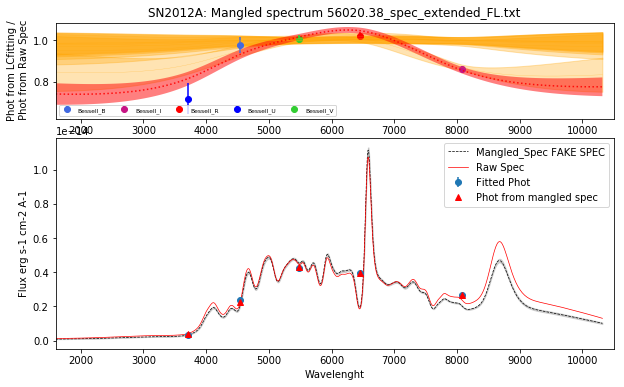 SN2012A: Mangled spectrum 56020.38_spec_extended_FL.txt
Phot from LCfitting /
Phot from Raw Spec
1.0
0.8
Bessell_B
Bessell_I
Bessell_R
Bessell_U
Bessell_V
2000 3000 4000 5000 6000 7000 8000 9000 10000
1e−14
Flux erg s-1 cm-2 A-1
1.0
0.8
0.6
0.4
0.2
0.0
Mangled_Spec FAKE SPEC
Raw Spec
Fitted Phot
Phot from mangled spec
2000 3000 4000 5000 6000 7000 8000 9000 10000
Wavelenght